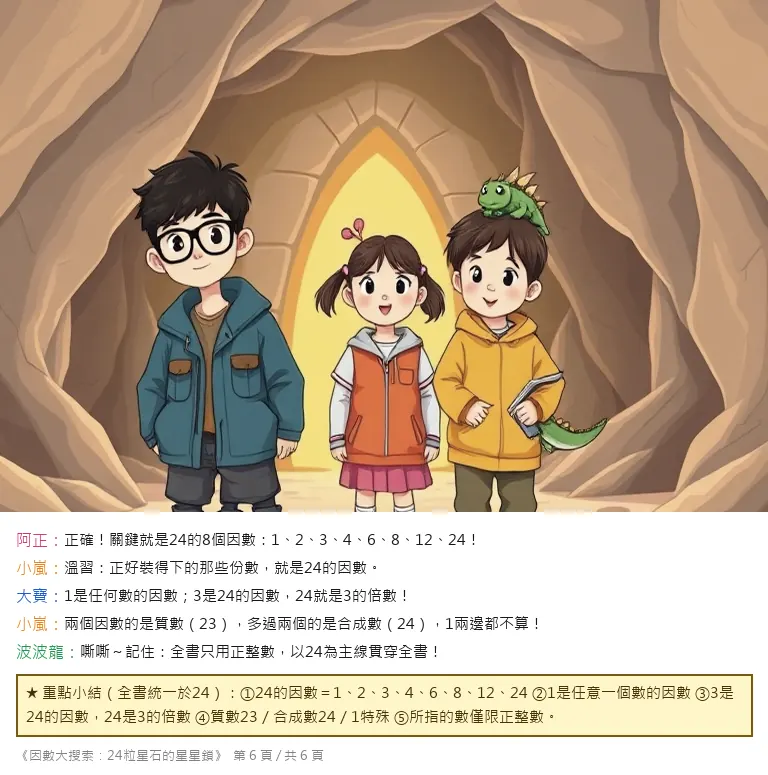 阿正：正確！關鍵就是24的8個因數：1、2、3、4、6、8、12、24！
小嵐：溫習：正好裝得下的那些份數，就是24的因數。
大寶：1是任何數的因數；3是24的因數，24就是3的倍數！
小嵐：兩個因數的是質數（23），多過兩個的是合成數（24），1兩邊都不算！
波波龍：嘶嘶～記住：全書只用正整數，以24為主線貫穿全書！
★ 重點小結（全書統一於24）：①24的因數＝1、2、3、4、6、8、12、24 ②1是任意一個數的因數 ③3是
24的因數，24是3的倍數 ④質數23 / 合成數24 / 1特殊 ⑤所指的數僅限正整數。
《因數大搜索：24粒星石的星星鎖》 第 6 頁 / 共 6 頁